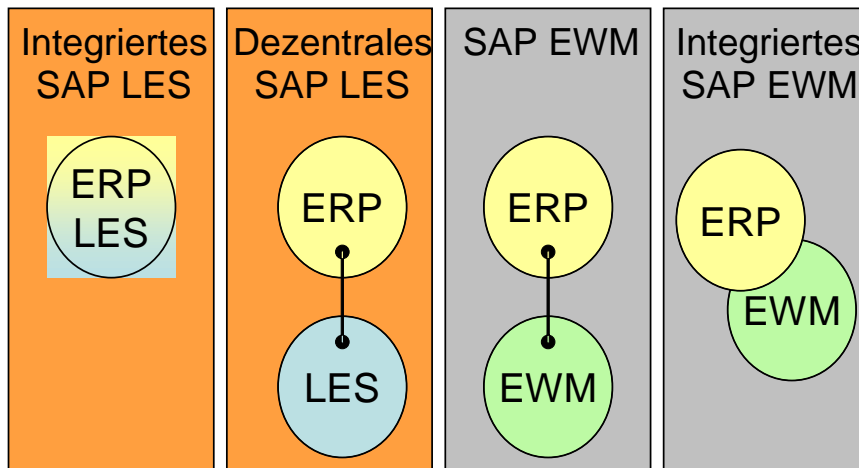 Integriertes
SAP LES
ERP
LES
Dezentrales
SAP LES
ERP
LES
SAP EWM
ERP
EWM
Integriertes
SAP EWM
ERP
EWM